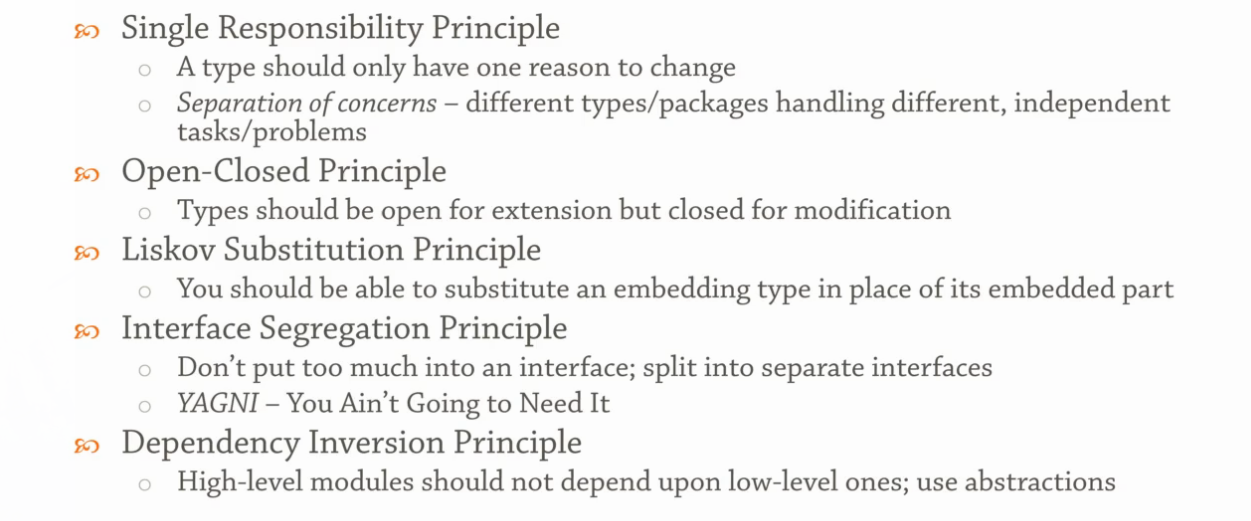 Single Responsibility Principle
A type should only have one reason to change
Separation of concerns – different types/packages handling different, independent
tasks/problems
Open-Closed Principle
Types should be open for extension but closed for modification
Liskov Substitution Principle
You should be able to substitute an embedding type in place of its embedded part
Interface Segregation Principle
Don’t put too much into an interface; split into separate interfaces
YAGNI – You Ain’t Going to Need It
Dependency Inversion Principle
High-level modules should not depend upon low-level ones; use abstractions